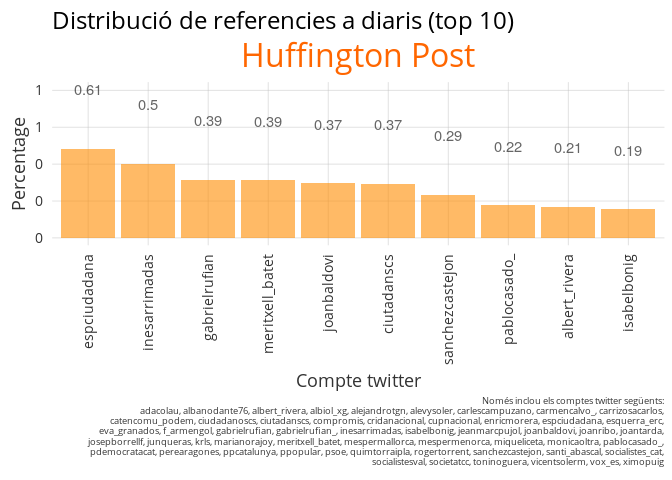 Distribució de referencies a diaris (top 10)
Huffington Post
Percentage
1
1
0
0
0
0.61
0.5
0.39
0.39
0.37
0.37
0.29
0.22
0.21
0.19
espciudadana
inesarrimadas
gabrielrufian
meritxell_batet
joanbaldovi
ciutadanscs
sanchezcastejon
pablocasado_
albert_rivera
isabelbonig
Compte twitter
Només inclou els comptes twitter següents:
adacolau, albanodante76, albert_rivera, albiol_xg, alejandrotgn, alevysoler, carlescampuzano, carmencalvo_, carrizosacarlos,
catencomu_podem, ciudadanoscs, ciutadanscs, compromis, cridanacional, cupnacional, enricmorera, espciudadana, esquerra_erc,
eva_granados, f_armengol, gabrielrufian, gabrielrufian_, inesarrimadas, isabelbonig, jeanmarcpujol, joanbaldovi, joanribo, joantarda,
josepborrellf, junqueras, krls, marianorajoy, meritxell_batet, mespermallorca, mespermenorca, miqueliceta, monicaoltra, pablocasado_,
pdemocratacat, perearagones, ppcatalunya, ppopular, psoe, quimtorraipla, rogertorrent, sanchezcastejon, santi_abascal, socialistes_cat,
socialistesval, societatcc, toninoguera, vicentsolerm, vox_es, ximopuig